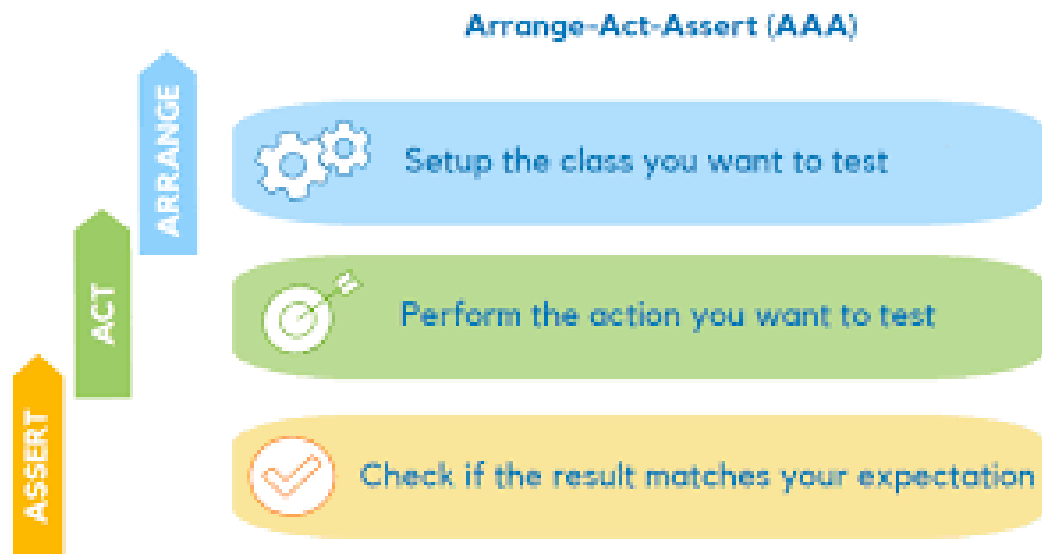 Arrange-Act-Assert (AAA)
ARRANGE
Setup the class you want to test
ACT
Perform the action you want to test
ASSERT
Check if the result matches your expectation